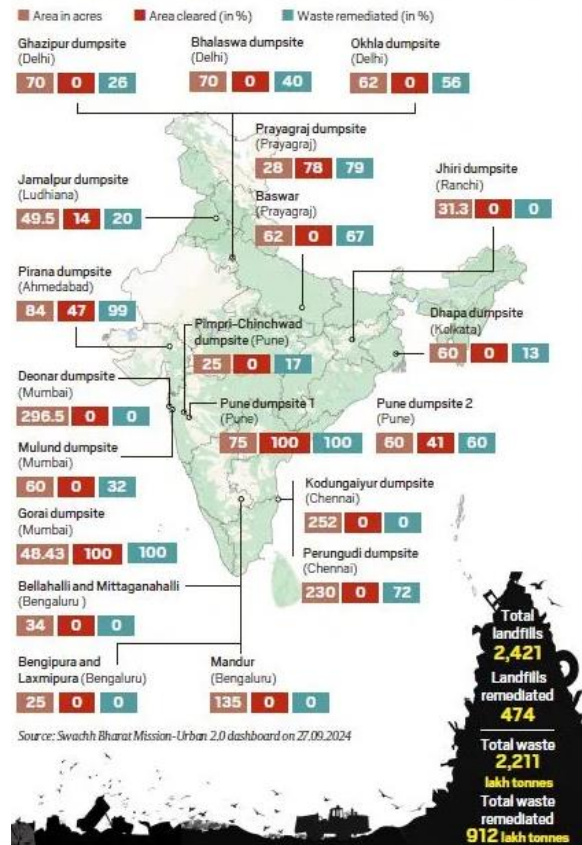 Area in acres Area cleared (in %) Waste remediated (in %)
Ghazipur dumpsite
(Delhi)
70 0 26
Bhalaswa dumpsite
(Delhi)
70 0 40
Okhla dumpsite
(Delhi)
62 0 56
Prayagraj dumpsite
(Prayagraj)
28 78 79
Jamalpur dumpsite
(Ludhiana)
49.5 14 20
Baswar
(Prayagraj)
62 0 67
Jhiri dumpsite
(Ranchi)
31.3 0 0
Pirana dumpsite
(Ahmedabad)
84 47 99
Pimpri-Chinchwad
dumpsite (Pune)
25 0 17
Dhapa dumpsite
(Kolkata)
60 0 13
Deonar dumpsite
(Mumbai)
296.5 0 0
Pune dumpsite 1
(Pune)
75 100 100
Pune dumpsite 2
(Pune)
60 41 60
Mulund dumpsite
(Mumbai)
60 0 32
Kodungaiyur dumpsite
(Chennai)
252 0 0
Gorai dumpsite
(Mumbai)
48.43 100 100
Perungudi dumpsite
(Chennai)
230 0 72
Bellahalli and Mittaganahalli
(Bengaluru )
34 0 0
Bengipura and
Laxmipura (Bengaluru)
25 0 0
Mandur
(Bengaluru)
135 0 0
Source: Swachh Bharat Mission-Urban 2.0 dashboard on 27.09.2024
Total
landfills
2,421
Landfills
remediated
474
Total waste
2,211
lakh tonnes
Total waste
remediated
912 lakh tonnes